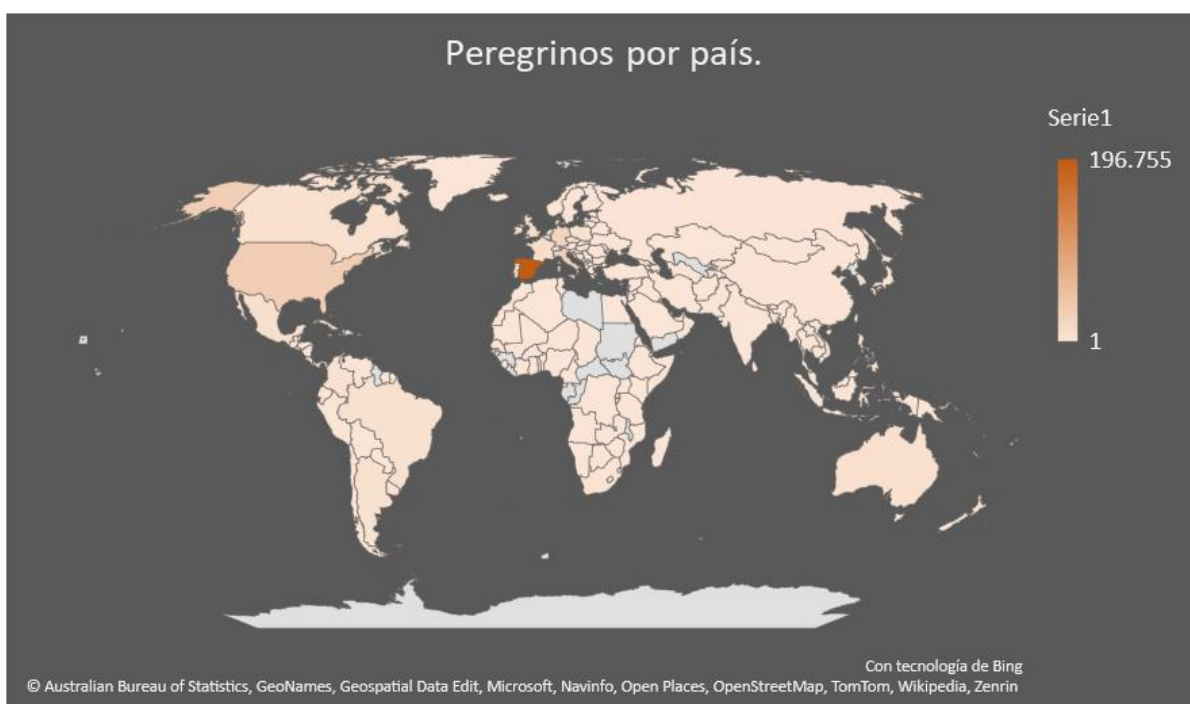 Peregrinos por país.
Serie1
196.755
1
Con tecnología de Bing
© Australian Bureau of Statistics, GeoNames, Geospatial Data Edit, Microsoft, Navinfo, Open Places, OpenStreetMap, TomTom, Wikipedia, Zenrin